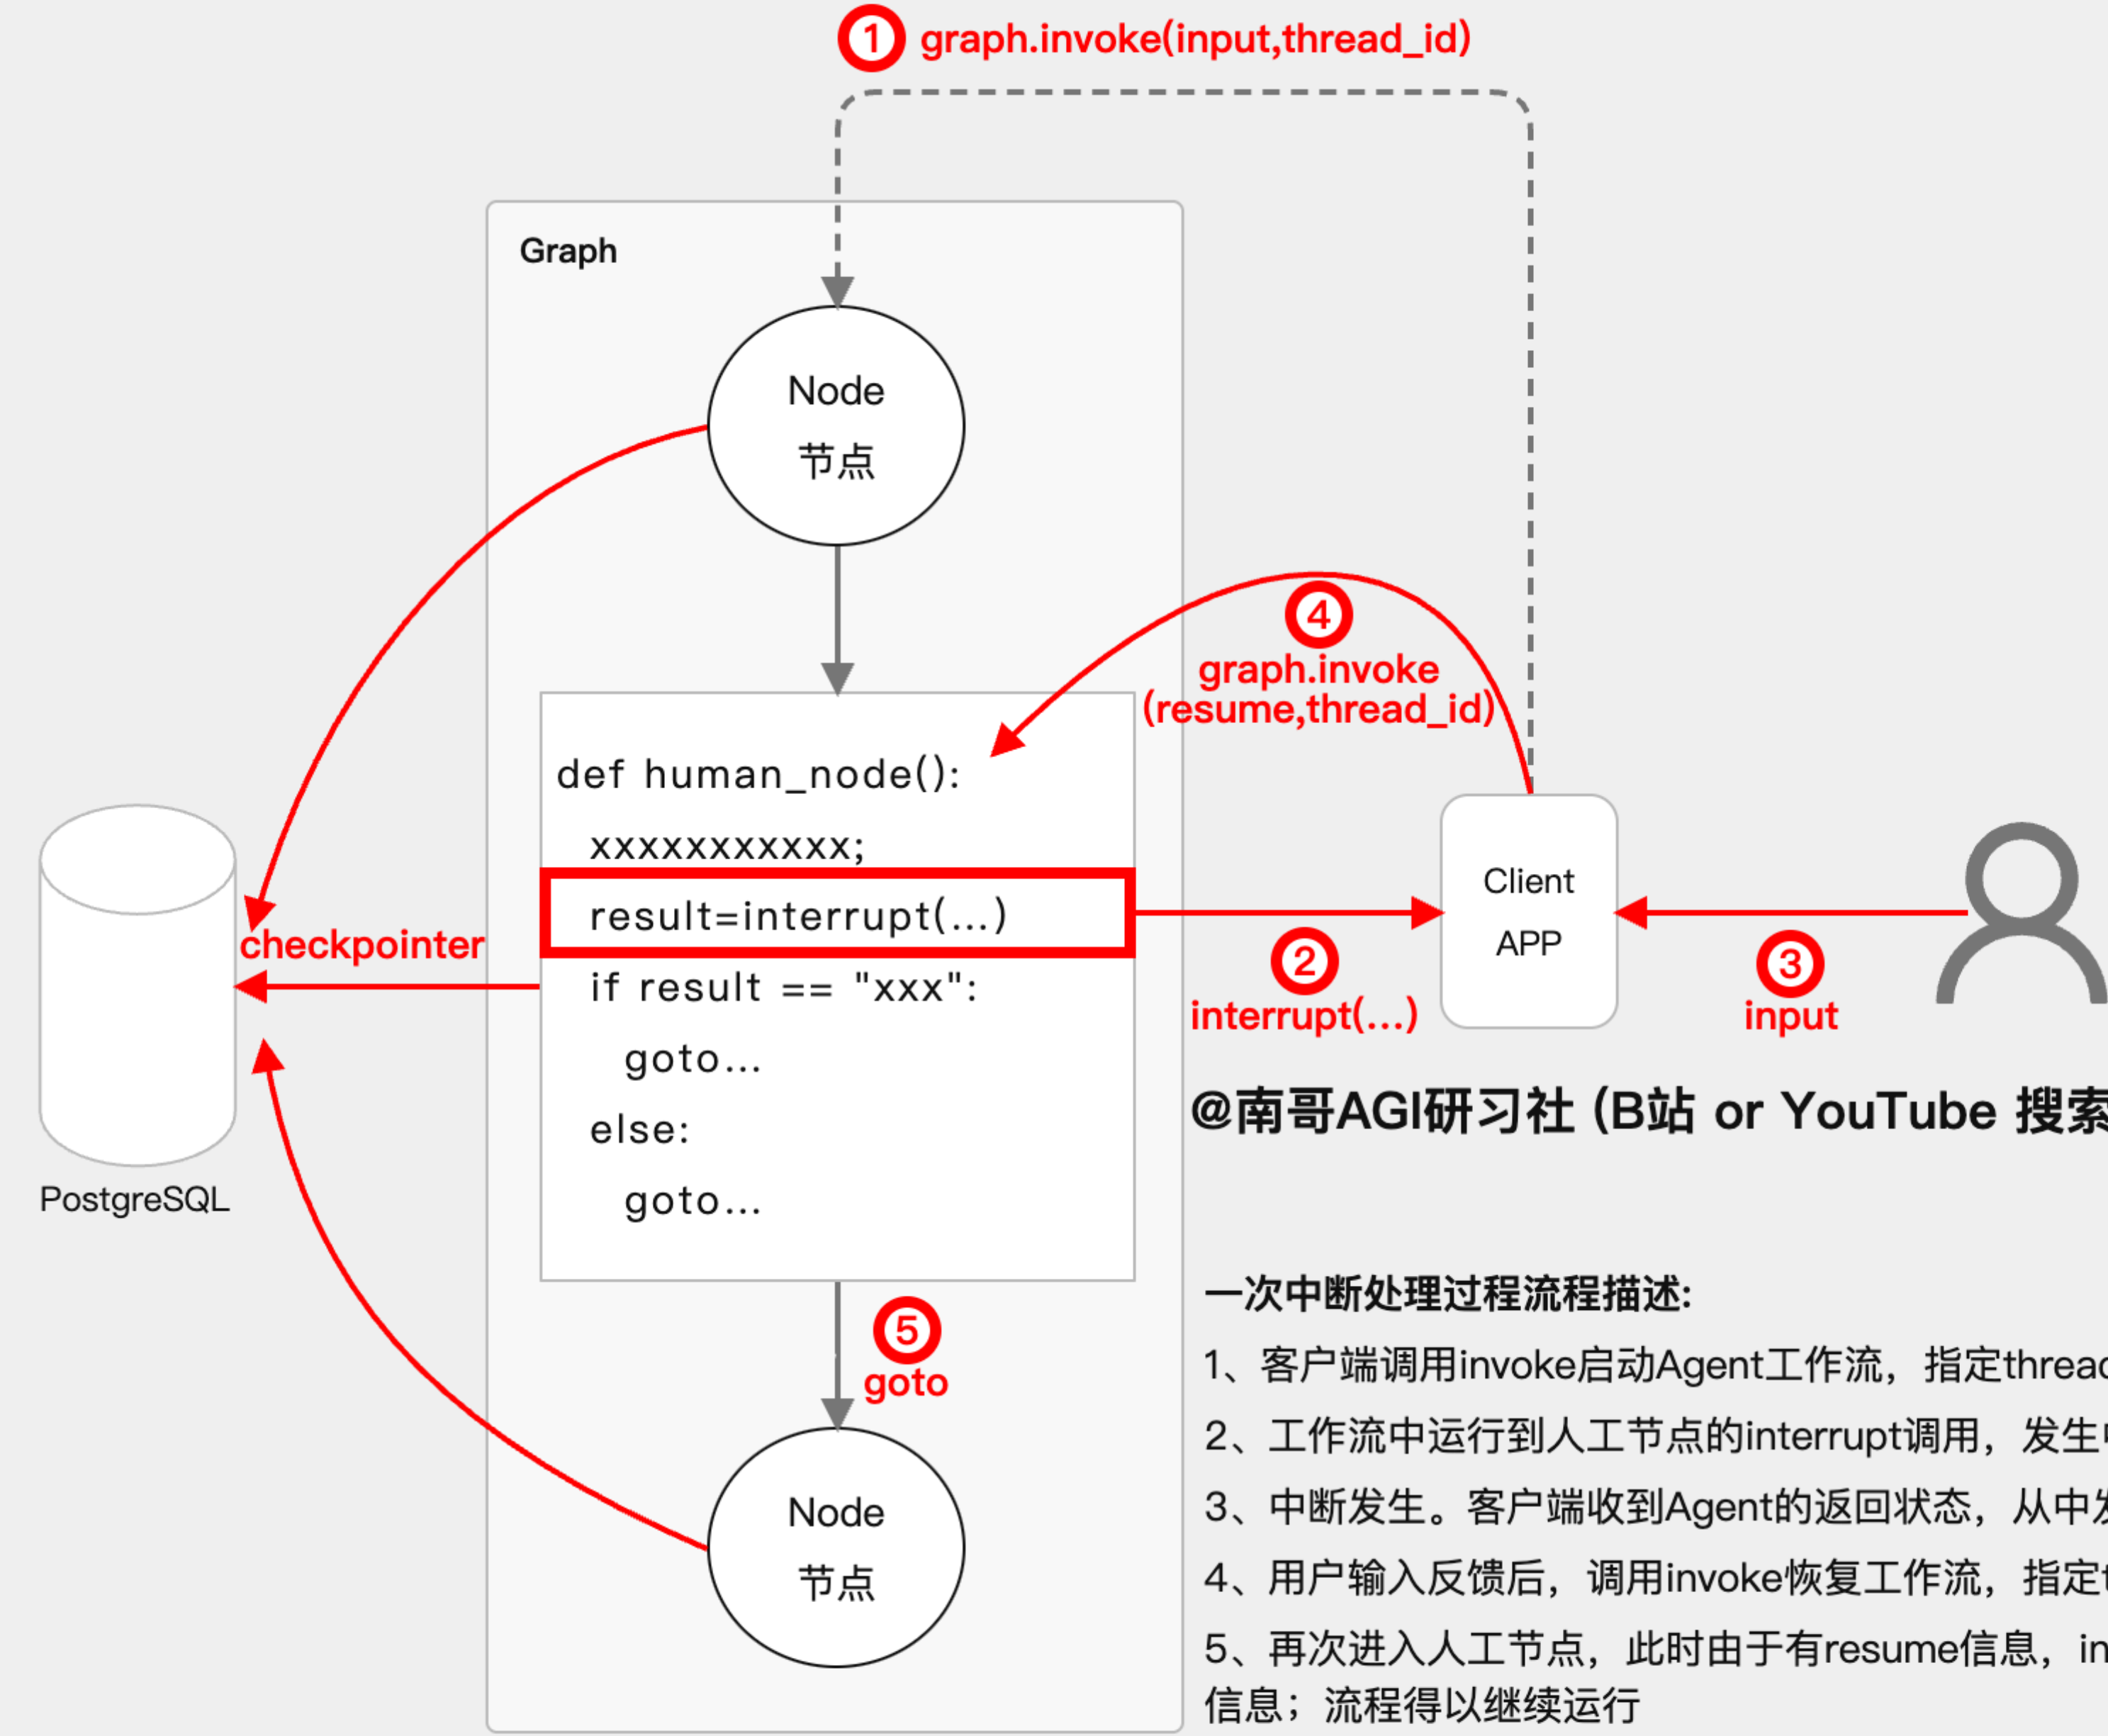 ① graph.invoke(input,thread_id)
Graph
Node
节点
④
graph.invoke
(resume,thread_id)
def human_node():
xxxxxxxxxxx;
result=interrupt(...)
if result == "xxx":
goto...
else:
goto...
checkpointer
PostgreSQL
②
interrupt(...)
Client
APP
③
input
⑤
goto
Node
节点
@南哥AGI研习社 (B站 or YouTube 搜索
一次中断处理过程流程描述:
1、客户端调用invoke启动Agent工作流，指定thread
2、工作流中运行到人工节点的interrupt调用，发生
3、中断发生。客户端收到Agent的返回状态，从中发
4、用户输入反馈后，调用invoke恢复工作流，指定t
5、再次进入人工节点，此时由于有resume信息，in
信息；流程得以继续运行